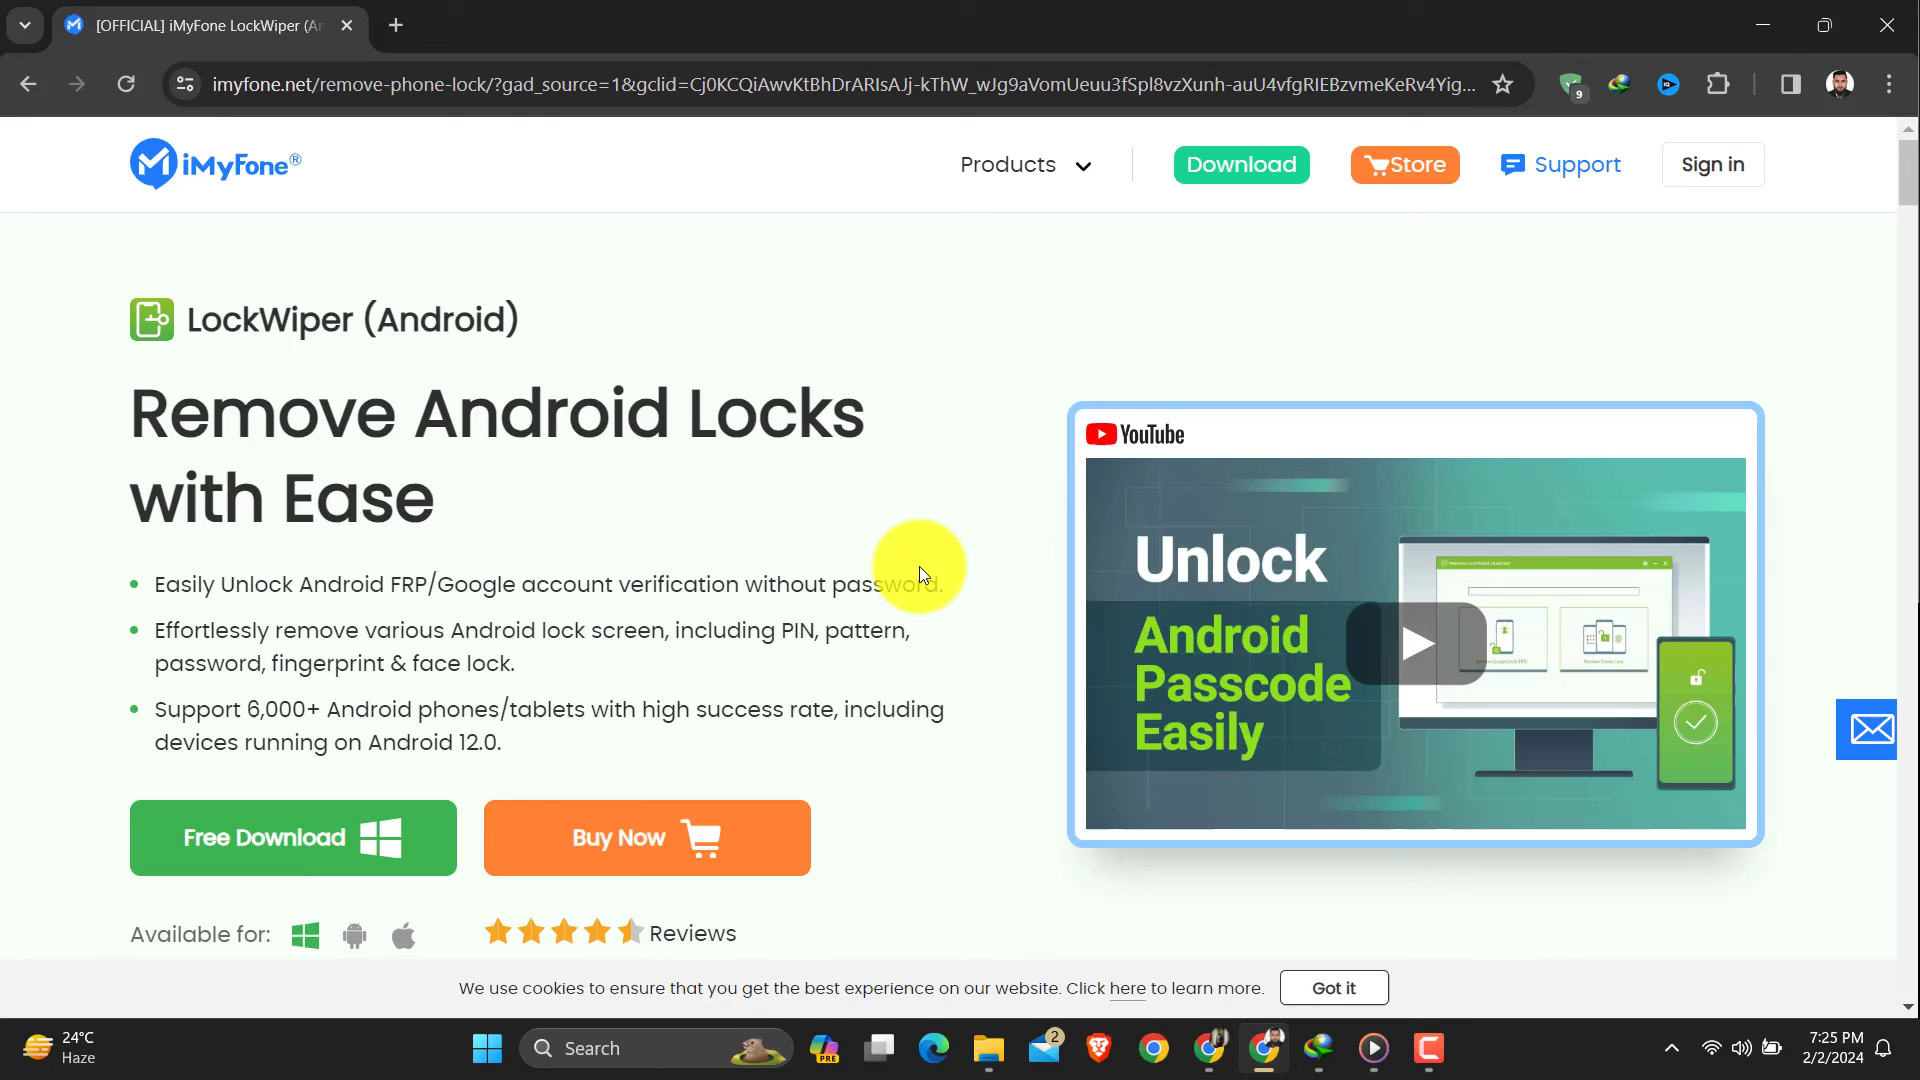 [OFFICIAL] iMyFone LockWiper (A
imyfone.net/remove-phone-lock/?gad_source=1&gclid=Cj0KCQiAwvKtBhDrARIsAJj-kThW_wJg9aVomUeuu3fSpl8vzXunh-auU4vfgRIEBzvmeKeRv4Yig...
9
iMyFone®
Products
Download
Store
Support
Sign in
LockWiper (Android)
Remove Android Locks
with Ease
Easily Unlock Android FRP/Google account verification without password.
Effortlessly remove various Android lock screen, including PIN, pattern,
password, fingerprint & face lock.
Support 6,000+ Android phones/tablets with high success rate, including
devices running on Android 12.0.
Free Download
Buy Now
Available for:
Reviews
YouTube
Unlock
Android
Passcode
Easily
We use cookies to ensure that you get the best experience on our website. Click here to learn more.
Got it
24°C
Haze
Search
PRE
2
7:25 PM
2/2/2024